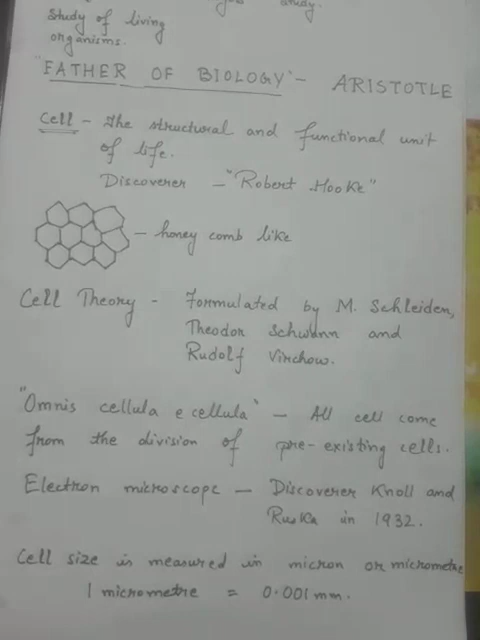 study.
study of living
organisms.
"FATHER OF BIOLOGY" - ARISTOTLE
Cell - The structural and functional unit
of life.
Discoverer - "Robert Hooke"
- honey comb like
Cell Theory - Formulated by M. Schleiden,
Theodor Schwann and
Rudolf Virchow.
"Omnis cellula e cellula" - All cell come
from the division of pre-existing cells.
Electron microscope - Discoverer Knoll and
Ruska in 1932.
Cell size is measured in micron or micrometre
1 micrometre = 0.001 mm.